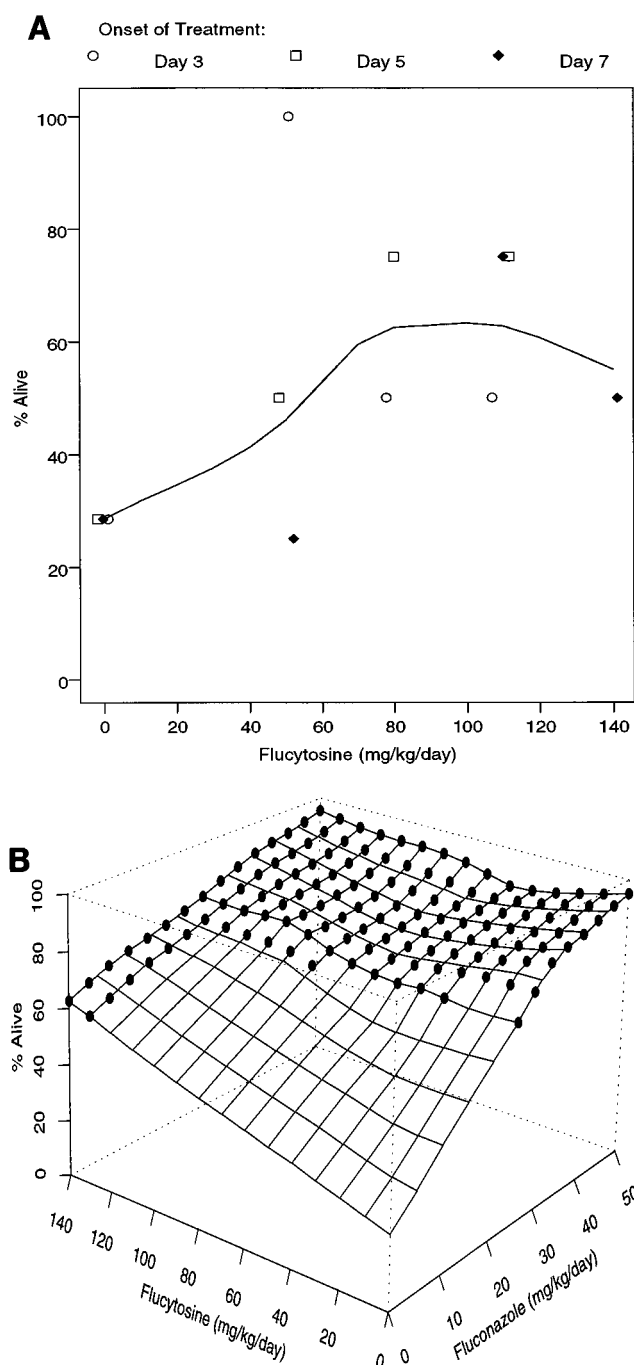 A
Onset of Treatment:
Day 3 Day 5 Day 7
100
80
60
40
20
0
% Alive
0 20 40 60 80 100 120 140
Flucytosine (mg/kg/day)
B
100
80
60
40
20
0
% Alive
140 120 100 80 60 40 20 0
Flucytosine (mg/kg/day)
0 10 20 30 40 50
Fluconazole (mg/kg/day)